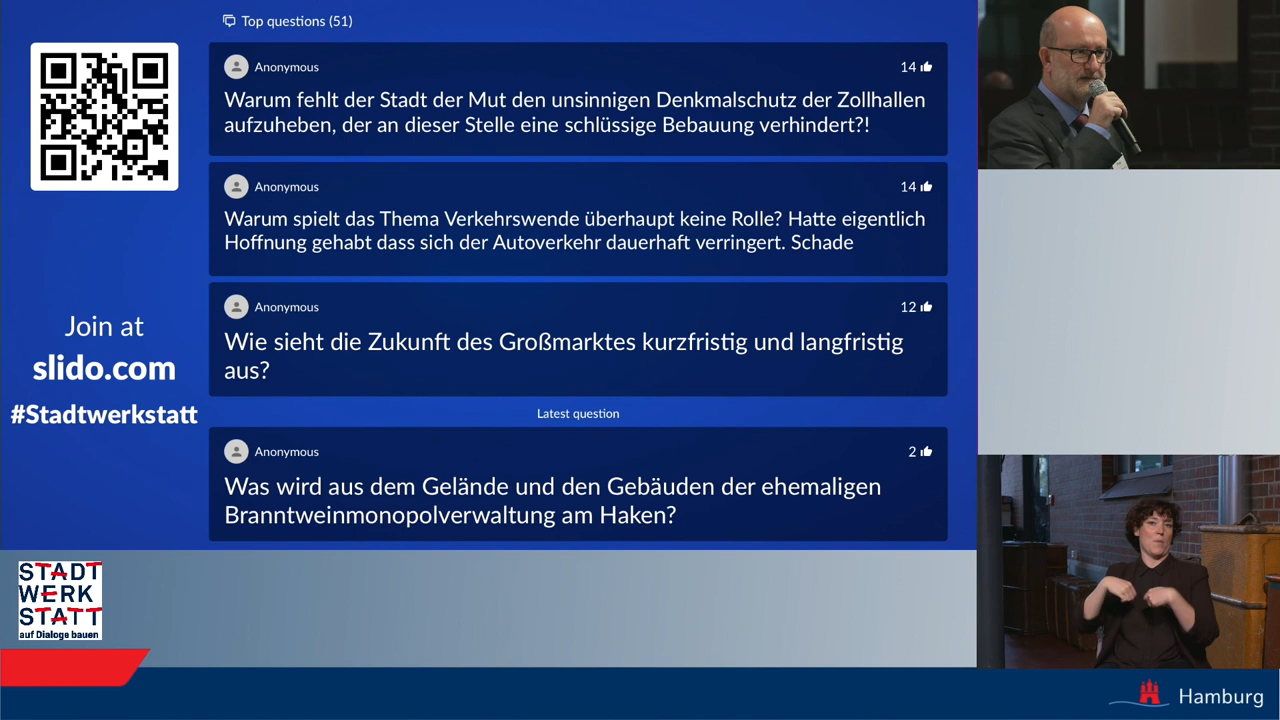 Top questions (51)
Anonymous
14
Warum fehlt der Stadt der Mut den unsinnigen Denkmalschutz der Zollhallen
aufzuheben, der an dieser Stelle eine schlüssige Bebauung verhindert?!
Anonymous
14
Warum spielt das Thema Verkehrswende überhaupt keine Rolle? Hatte eigentlich
Hoffnung gehabt dass sich der Autoverkehr dauerhaft verringert. Schade
Anonymous
12
Wie sieht die Zukunft des Großmarktes kurzfristig und langfristig
aus?
Latest question
Anonymous
2
Was wird aus dem Gelände und den Gebäuden der ehemaligen
Branntweinmonopolverwaltung am Haken?
Join at
slido.com
#Stadtwerkstatt
STADT
WERK
STATT
auf Dialoge bauen
Hamburg